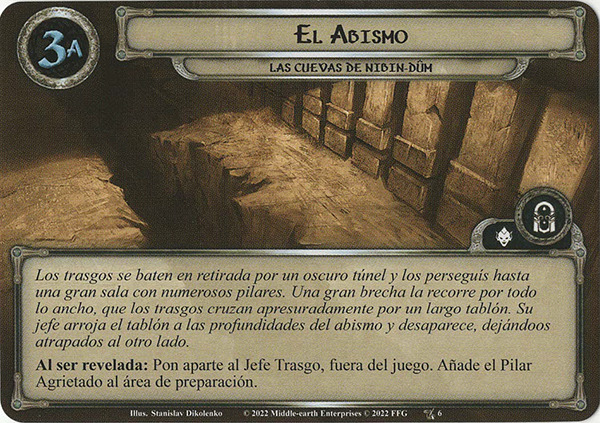 3A
El Abismo
Las Cuevas de Nibin-Dûm
Los trasgos se baten en retirada por un oscuro túnel y los perseguís hasta
una gran sala con numerosos pilares. Una gran brecha la recorre por todo
lo ancho, que los trasgos cruzan apresuradamente por un largo tablón. Su
jefe arroja el tablón a las profundidades del abismo y desaparece, dejándoos
atrapados al otro lado.
Al ser revelada: Pon aparte al Jefe Trasgo, fuera del juego. Añade el Pilar
Agrietado al área de preparación.
Illus. Stanislav Dikolenko © 2022 Middle-earth Enterprises © 2022 FFG 6